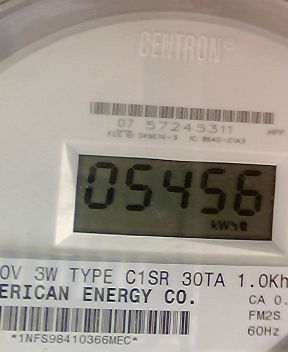 CENTRON®
07 57245311 HPP
05456
kWh
0V 3W TYPE C1SR 30TA 1.0Kh
ERICAN ENERGY CO.
CA 0.
FM2S
60Hz
*1NFS98410366MEC*